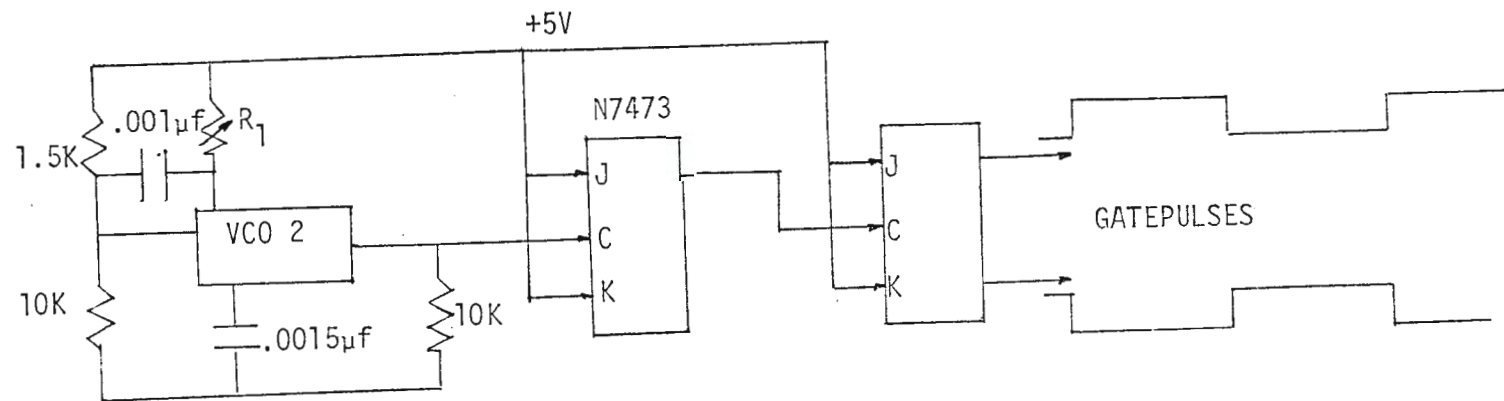 +5V
N7473
.001µf
R1
1.5K
J
J
VCO 2
C
C
GATEPULSES
K
K
10K
10K
.0015µf